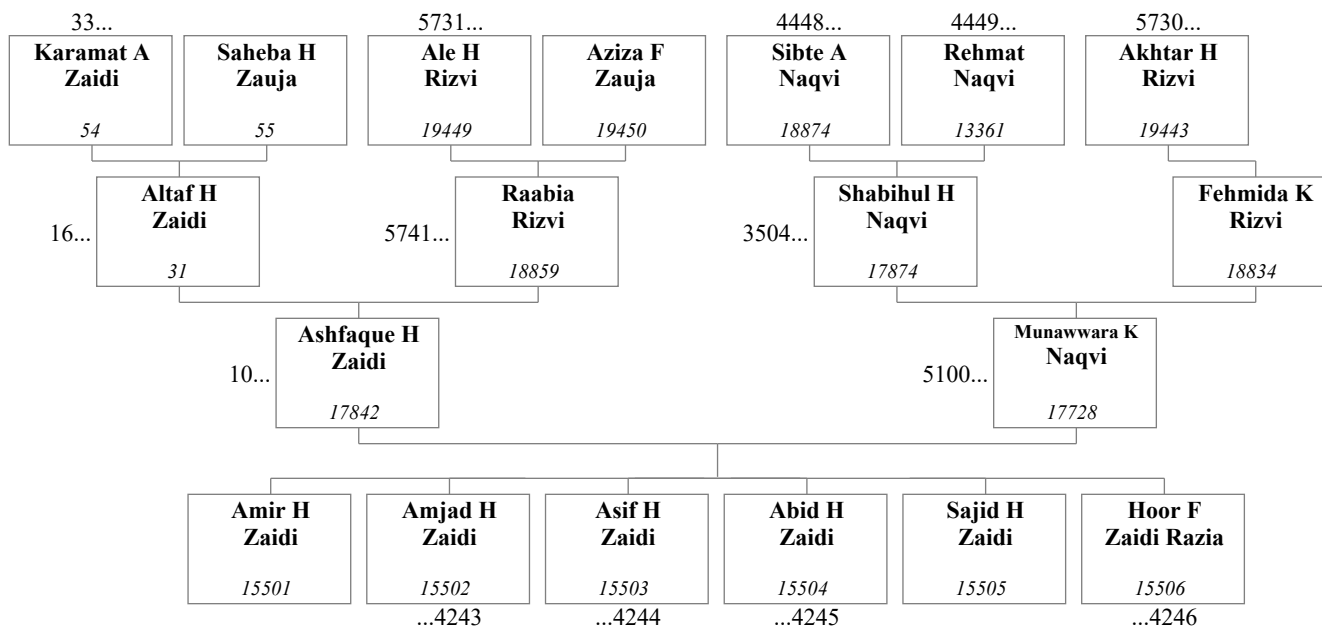 33...
5731...
4448...
4449...
5730...
Karamat A
Zaidi
54
Saheba H
Zauja
55
Ale H
Rizvi
19449
Aziza F
Zauja
19450
Sibte A
Naqvi
18874
Rehmat
Naqvi
13361
Akhtar H
Rizvi
19443
16...
Altaf H
Zaidi
31
5741...
Raabia
Rizvi
18859
3504...
Shabihul H
Naqvi
17874
Fehmida K
Rizvi
18834
10...
Ashfaque H
Zaidi
17842
5100...
Munawwara K
Naqvi
17728
Amir H
Zaidi
15501
Amjad H
Zaidi
15502
Asif H
Zaidi
15503
Abid H
Zaidi
15504
Sajid H
Zaidi
15505
Hoor F
Zaidi Razia
15506
...4243
...4244
...4245
...4246